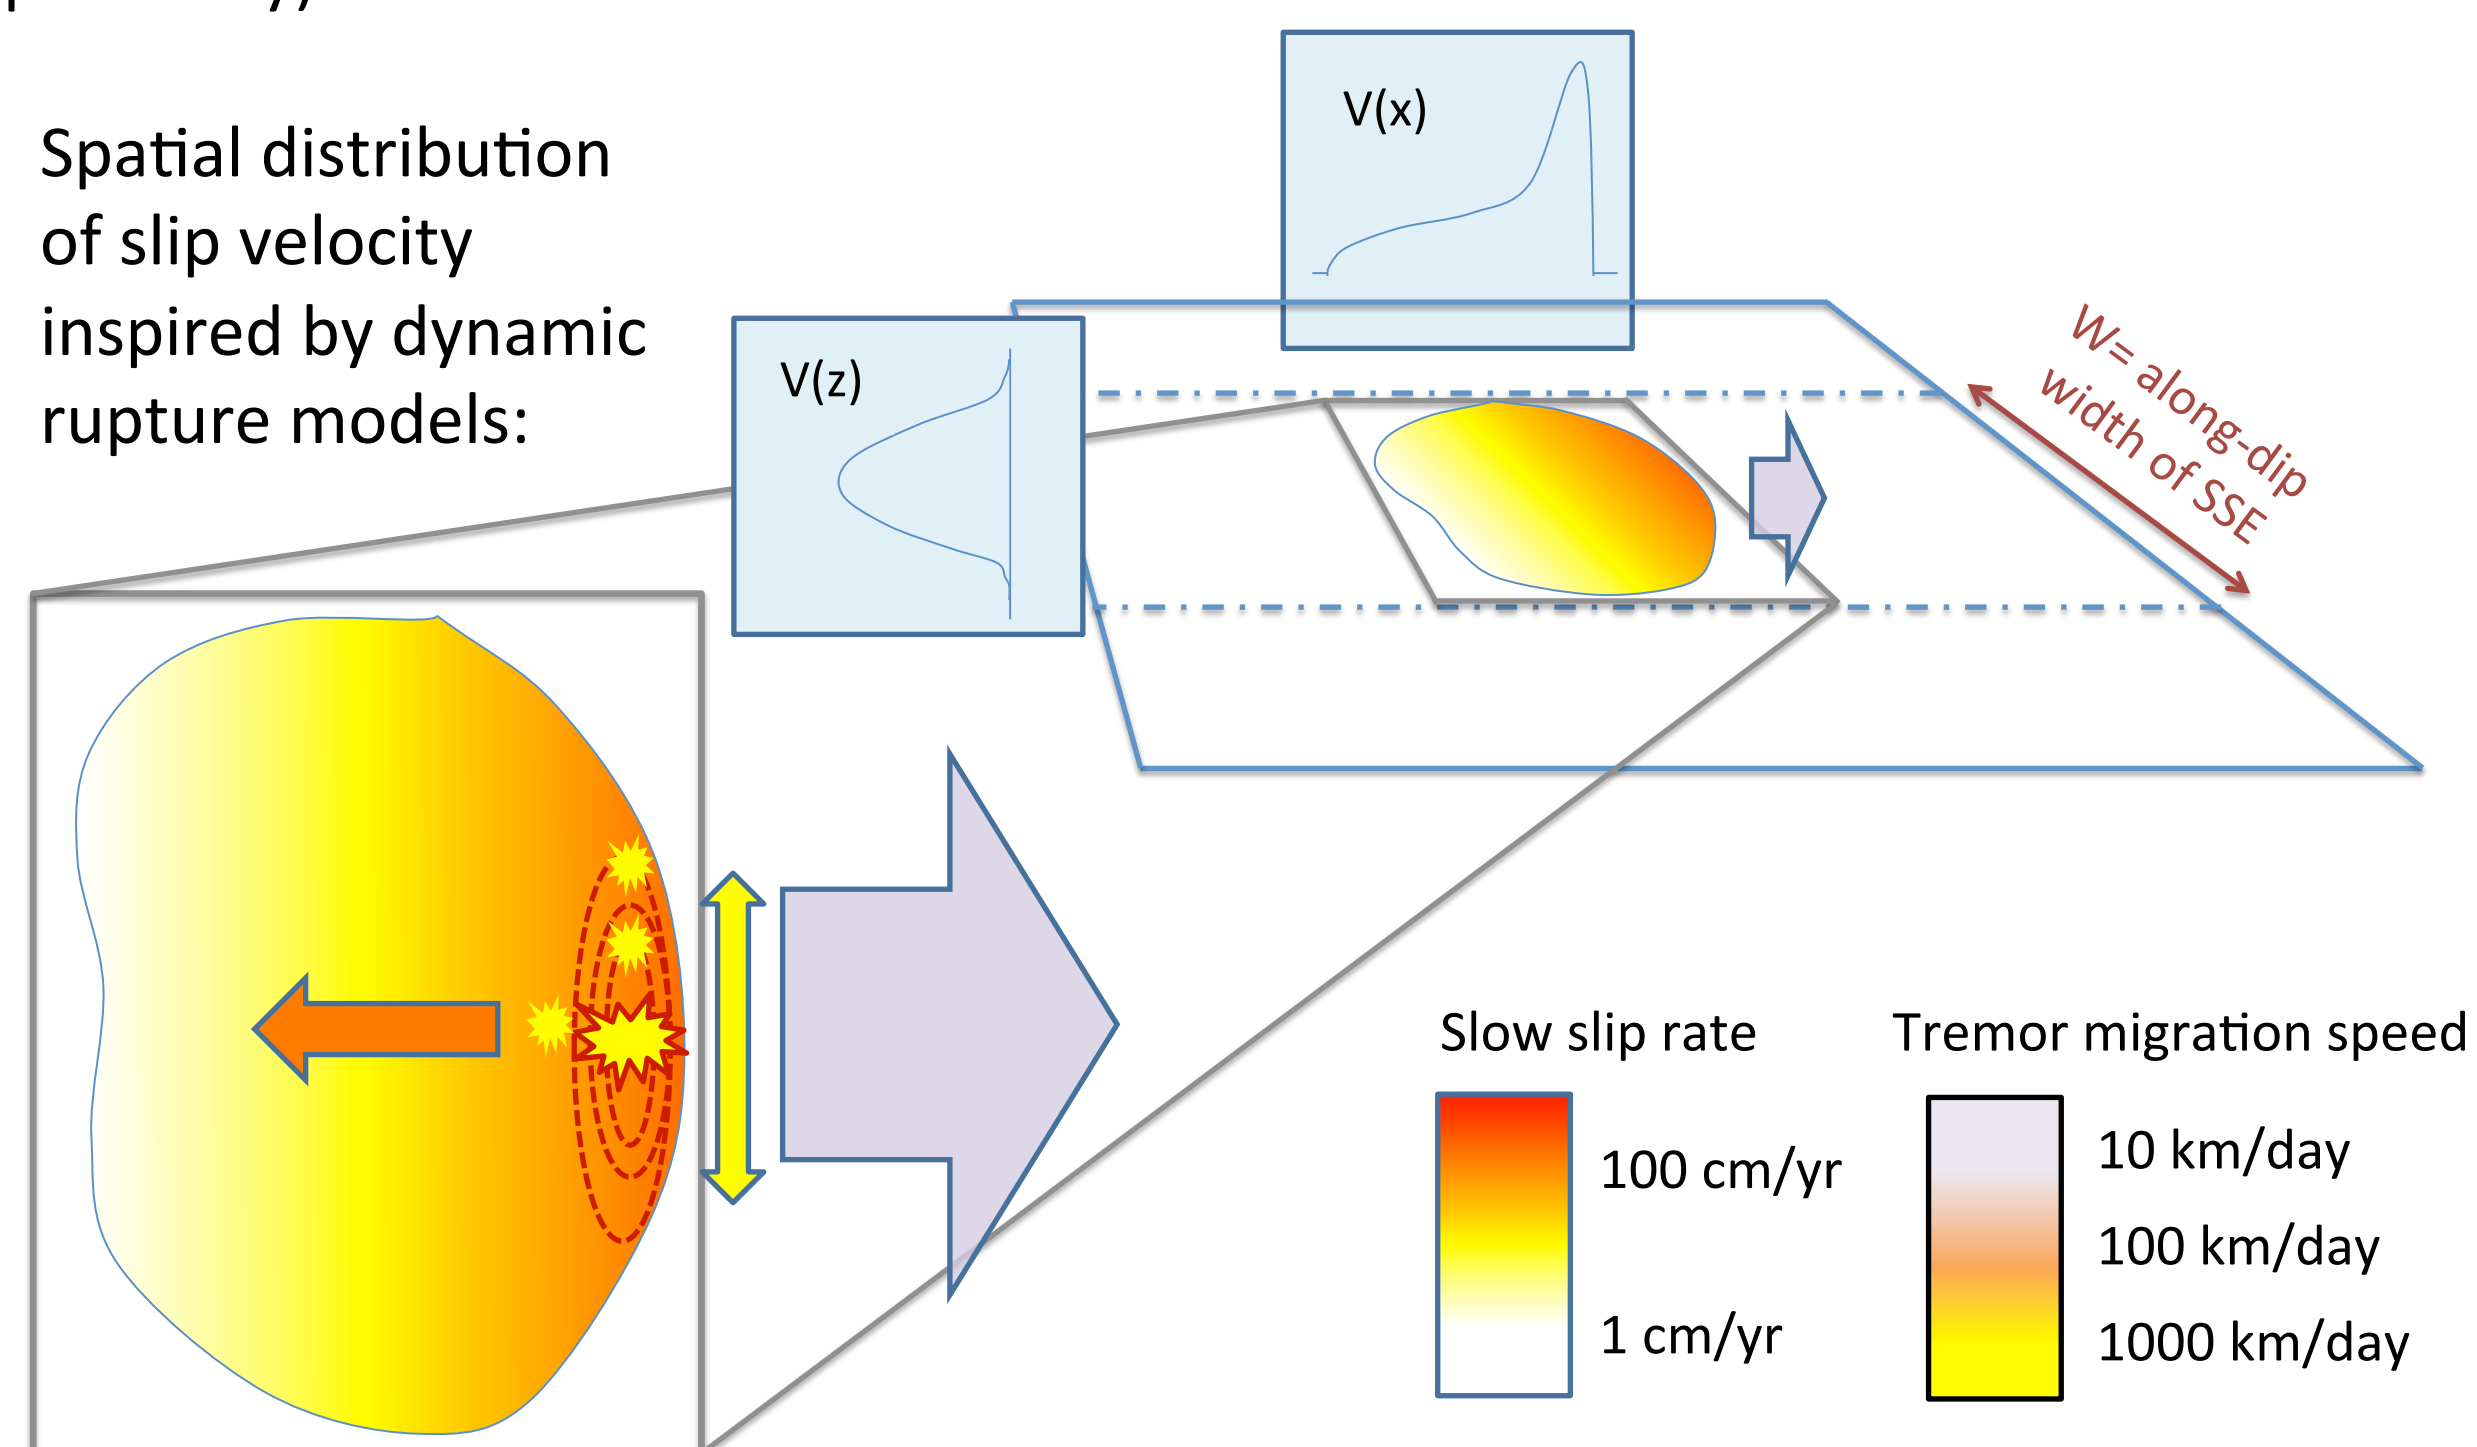 Spatial distribution
of slip velocity
inspired by dynamic
rupture models:
V(x)
V(z)
W= along-dip
width of SSE
Slow slip rate
100 cm/yr
1 cm/yr
Tremor migration speed
10 km/day
100 km/day
1000 km/day